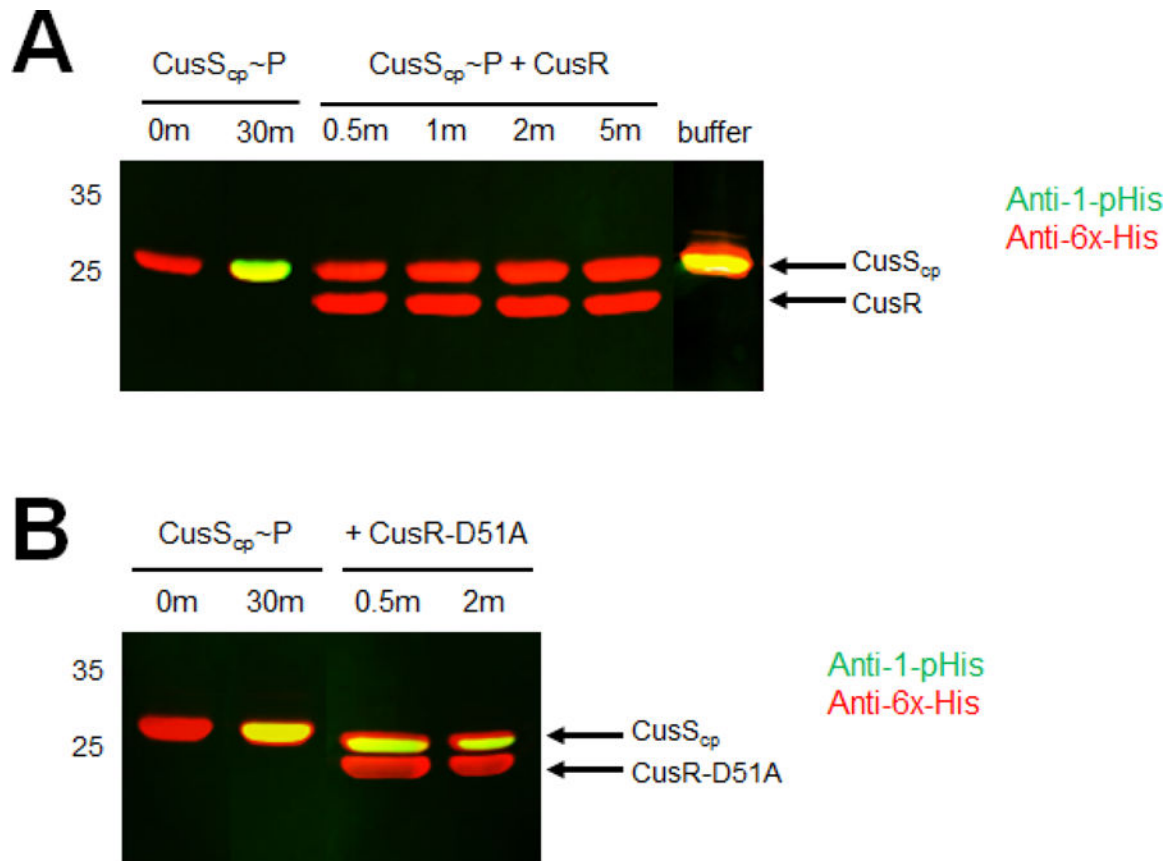 A
CusScp~P CusScp~P + CusR
0m 30m 0.5m 1m 2m 5m buffer
35
25
Anti-1-pHis
Anti-6x-His
CusScp
CusR
B
CusScp~P + CusR-D51A
0m 30m 0.5m 2m
35
25
Anti-1-pHis
Anti-6x-His
CusScp
CusR-D51A